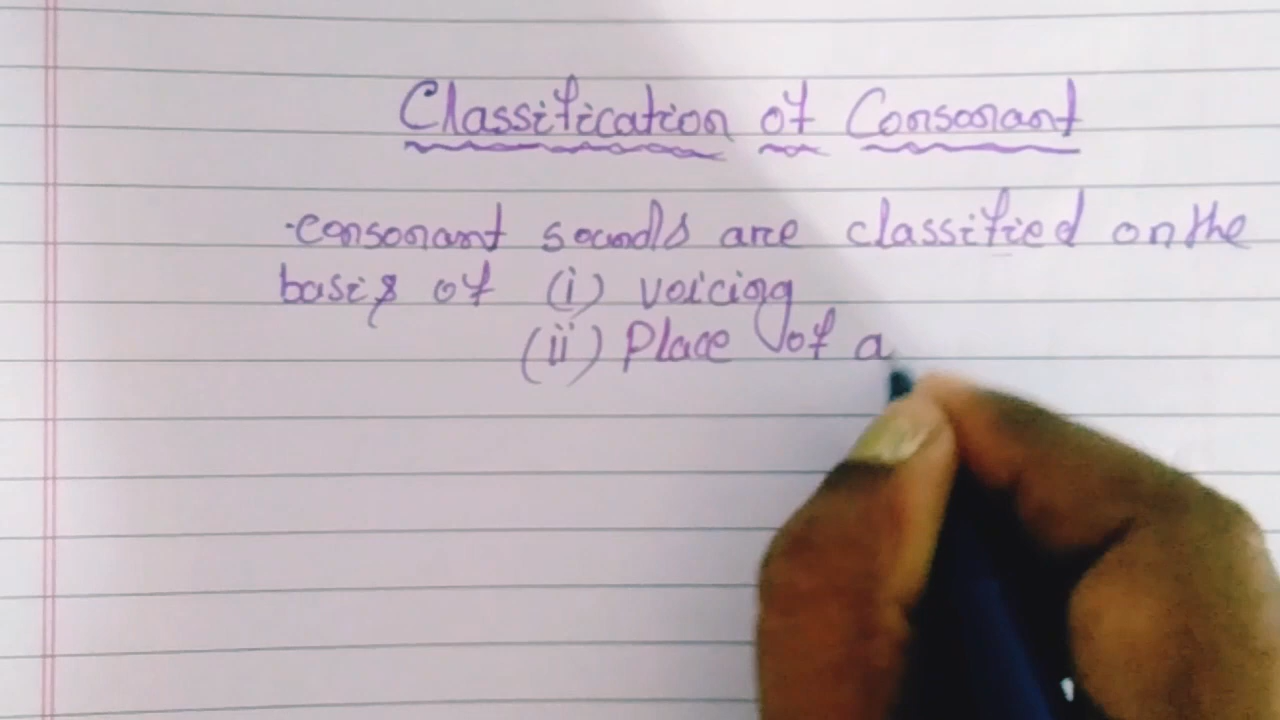 Classification of Consonant
·consonant sounds are classified on the
basis of (i) voicing
(ii) Place of a